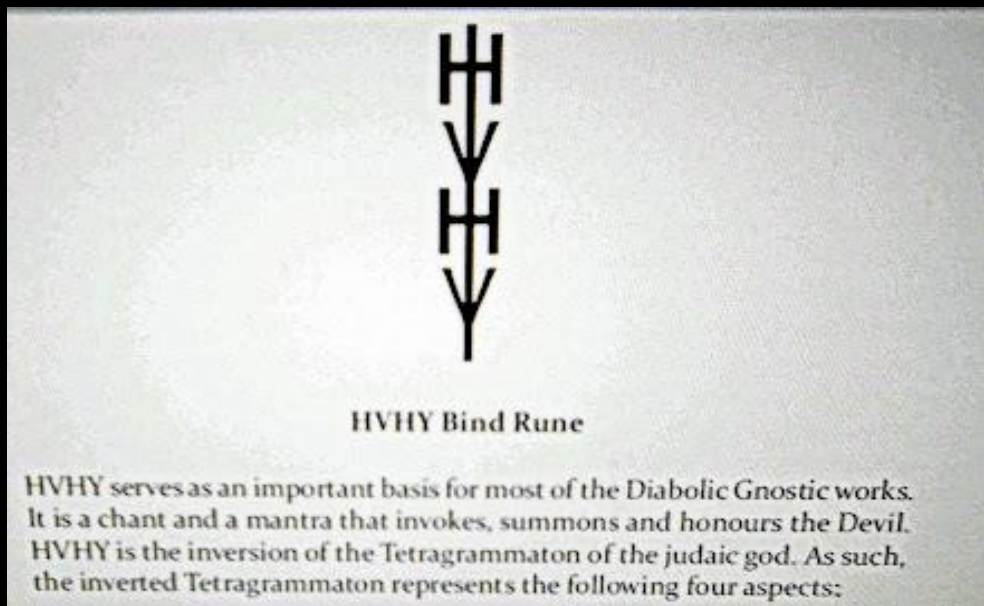 H
V
H
Y
HVHY Bind Rune
HVHY serves as an important basis for most of the Diabolic Gnostic works.
It is a chant and a mantra that invokes, summons and honours the Devil.
HVHY is the inversion of the Tetragrammaton of the judaic god. As such,
the inverted Tetragrammaton represents the following four aspects: